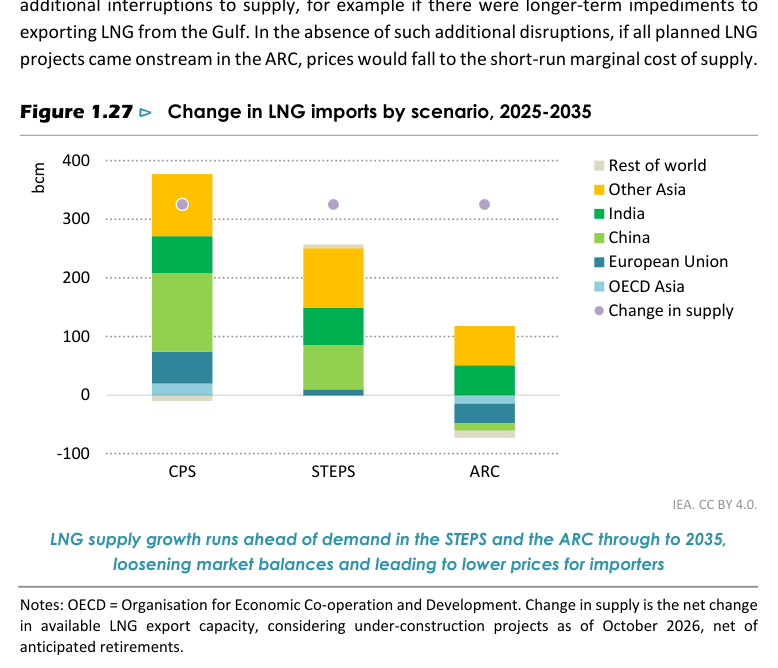 additional interruptions to supply, for example if there were longer-term impediments to
exporting LNG from the Gulf. In the absence of such additional disruptions, if all planned LNG
projects came onstream in the ARC, prices would fall to the short-run marginal cost of supply.
Figure 1.27 ▻ Change in LNG imports by scenario, 2025-2035
bcm
400
300
200
100
0
-100
CPS
STEPS
ARC
Rest of world
Other Asia
India
China
European Union
OECD Asia
Change in supply
IEA. CC BY 4.0.
LNG supply growth runs ahead of demand in the STEPS and the ARC through to 2035,
loosening market balances and leading to lower prices for importers
Notes: OECD = Organisation for Economic Co-operation and Development. Change in supply is the net change
in available LNG export capacity, considering under-construction projects as of October 2026, net of
anticipated retirements.